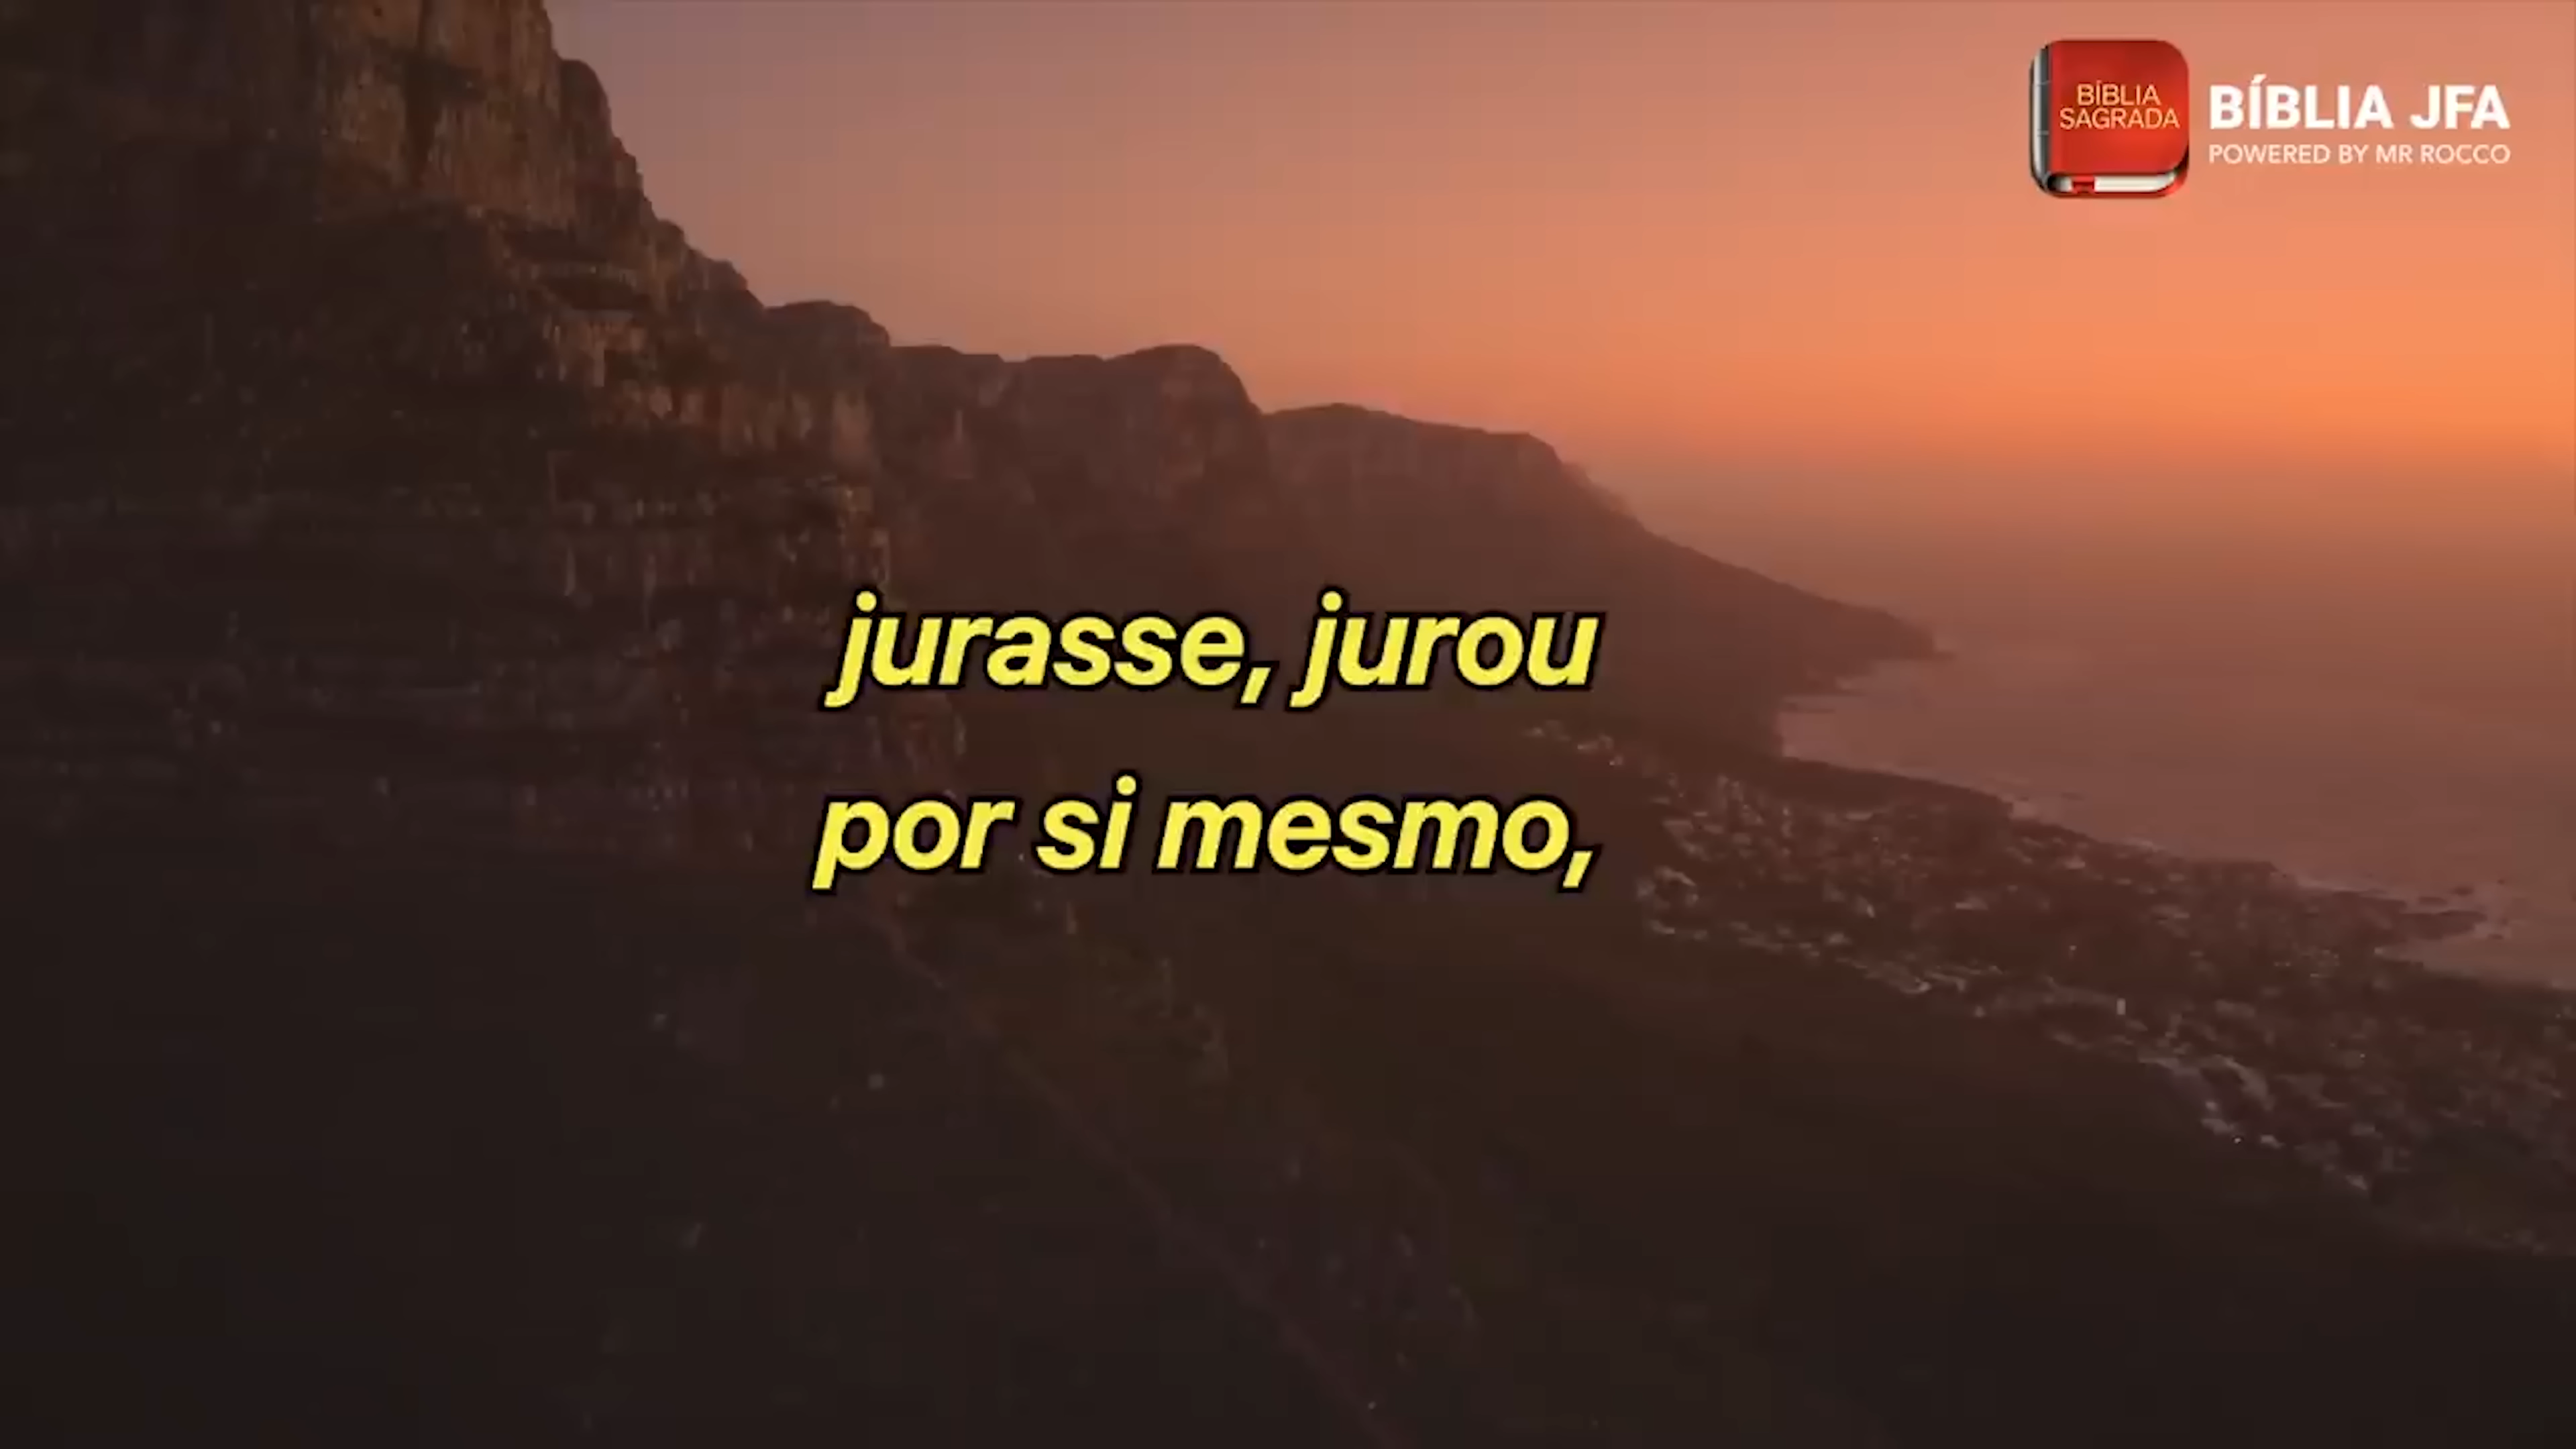 BÍBLIA
SAGRADA
BÍBLIA JFA
POWERED BY MR ROCCO
jurasse, jurou
por si mesmo,